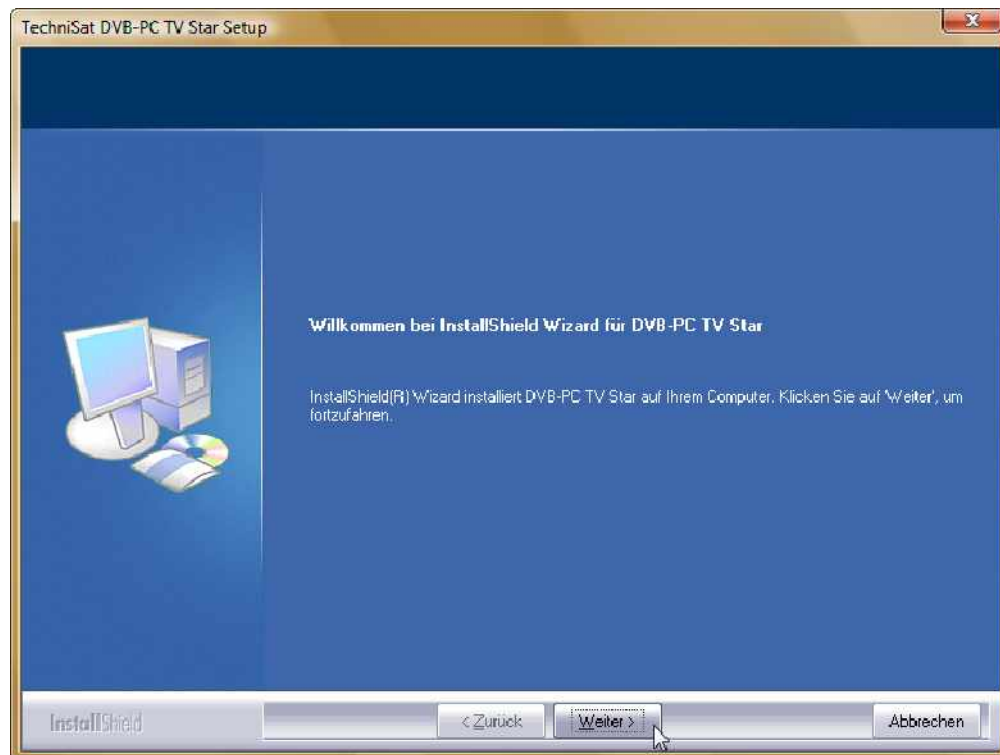 TechniSat DVB-PC TV Star Setup
Willkommen bei InstallShield Wizard für DVB-PC TV Star
InstallShield(R) Wizard installiert DVB-PC TV Star auf Ihrem Computer. Klicken Sie auf 'Weiter', um
fortzufahren.
InstallShield
< Zurück
Weiter >
Abbrechen